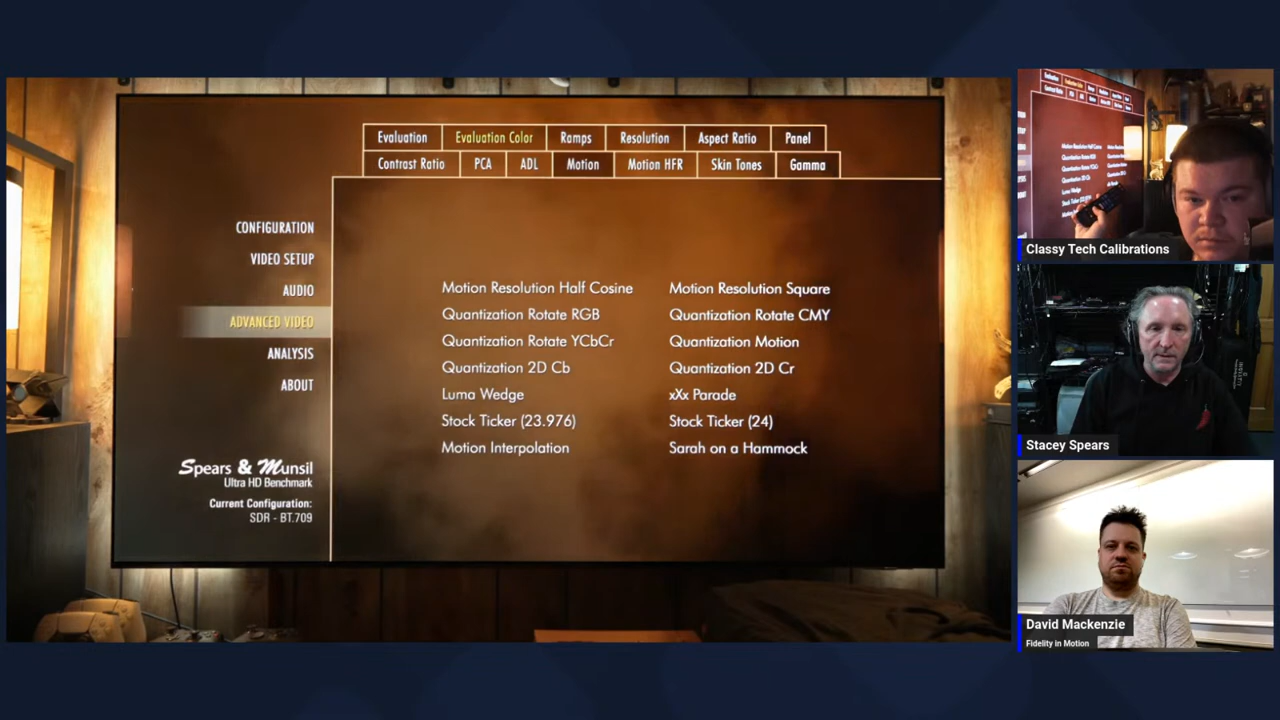 Evaluation Evaluation Color Ramps Resolution Aspect Ratio Panel
Contrast Ratio PCA ADL Motion Motion HFR Skin Tones Gamma
CONFIGURATION
VIDEO SETUP
AUDIO
ADVANCED VIDEO
ANALYSIS
ABOUT
Spears & Munsil
Ultra HD Benchmark
Current Configuration:
SDR - BT.709
Motion Resolution Half Cosine Motion Resolution Square
Quantization Rotate RGB Quantization Rotate CMY
Quantization Rotate YCbCr Quantization Motion
Quantization 2D Cb Quantization 2D Cr
Luma Wedge xXx Parade
Stock Ticker (23.976) Stock Ticker (24)
Motion Interpolation Sarah on a Hammock
Classy Tech Calibrations
Stacey Spears
David Mackenzie
Fidelity in Motion